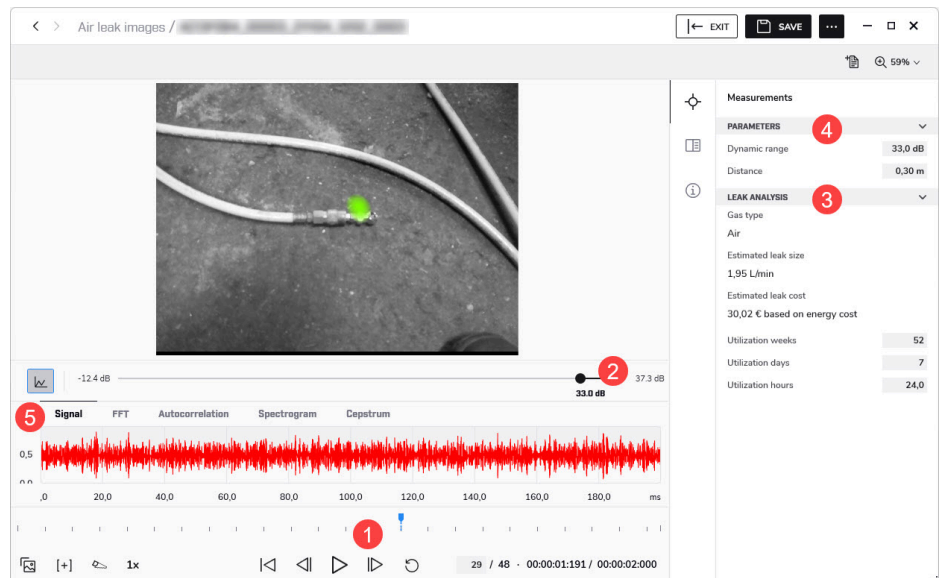 Air leak images /
EXIT
SAVE
...
59%
Measurements
PARAMETERS
4
Dynamic range
33,0 dB
Distance
0,30 m
LEAK ANALYSIS
3
Gas type
Air
Estimated leak size
1,95 L/min
Estimated leak cost
30,02 € based on energy cost
Utilization weeks
52
Utilization days
7
Utilization hours
24,0
-12.4 dB
2
37.3 dB
33.0 dB
5
Signal
FFT
Autocorrelation
Spectrogram
Cepstrum
0,5
0,0
,0
20,0
40,0
60,0
80,0
100,0
120,0
140,0
160,0
180,0
ms
1
[+]
1x
29 / 48 · 00:00:01:191 / 00:00:02:000